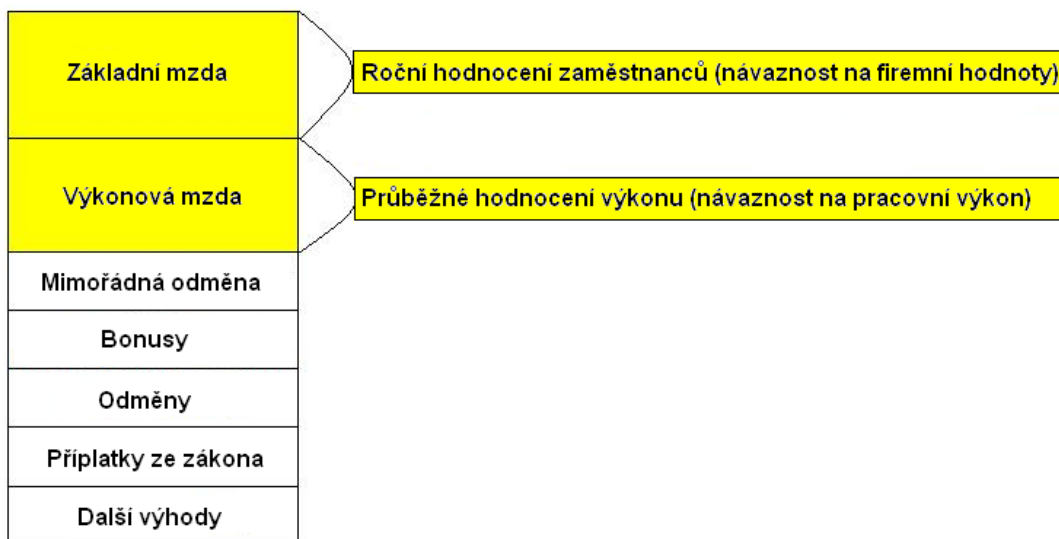 Základní mzda
Roční hodnocení zaměstnanců (návaznost na firemní hodnoty)
Výkonová mzda
Průběžné hodnocení výkonu (návaznost na pracovní výkon)
Mimořádná odměna
Bonusy
Odměny
Příplatky ze zákona
Další výhody